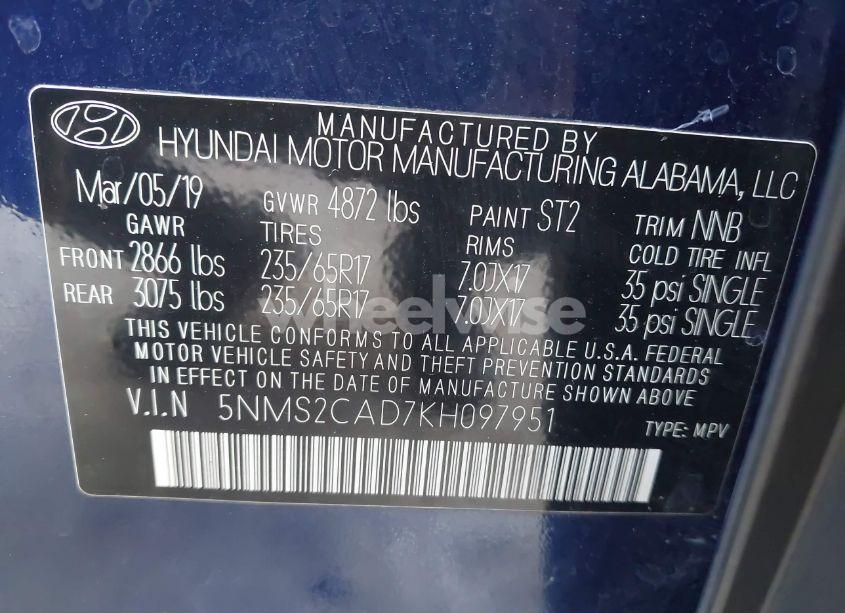 MANUFACTURED BY
HYUNDAI MOTOR MANUFACTURING ALABAMA, LLC
Mar/05/19 GVWR 4872 lbs PAINT ST2 TRIM NNB
GAWR TIRES RIMS COLD TIRE INFL
FRONT 2866 lbs 235/65R17 7.0JX17 35 psi SINGLE
REAR 3075 lbs 235/65R17 7.0JX17 35 psi SINGLE
THIS VEHICLE CONFORMS TO ALL APPLICABLE U.S.A. FEDERAL
MOTOR VEHICLE SAFETY AND THEFT PREVENTION STANDARDS
IN EFFECT ON THE DATE OF MANUFACTURE SHOWN ABOVE
V.I.N 5NMS2CAD7KH097951 TYPE: MPV